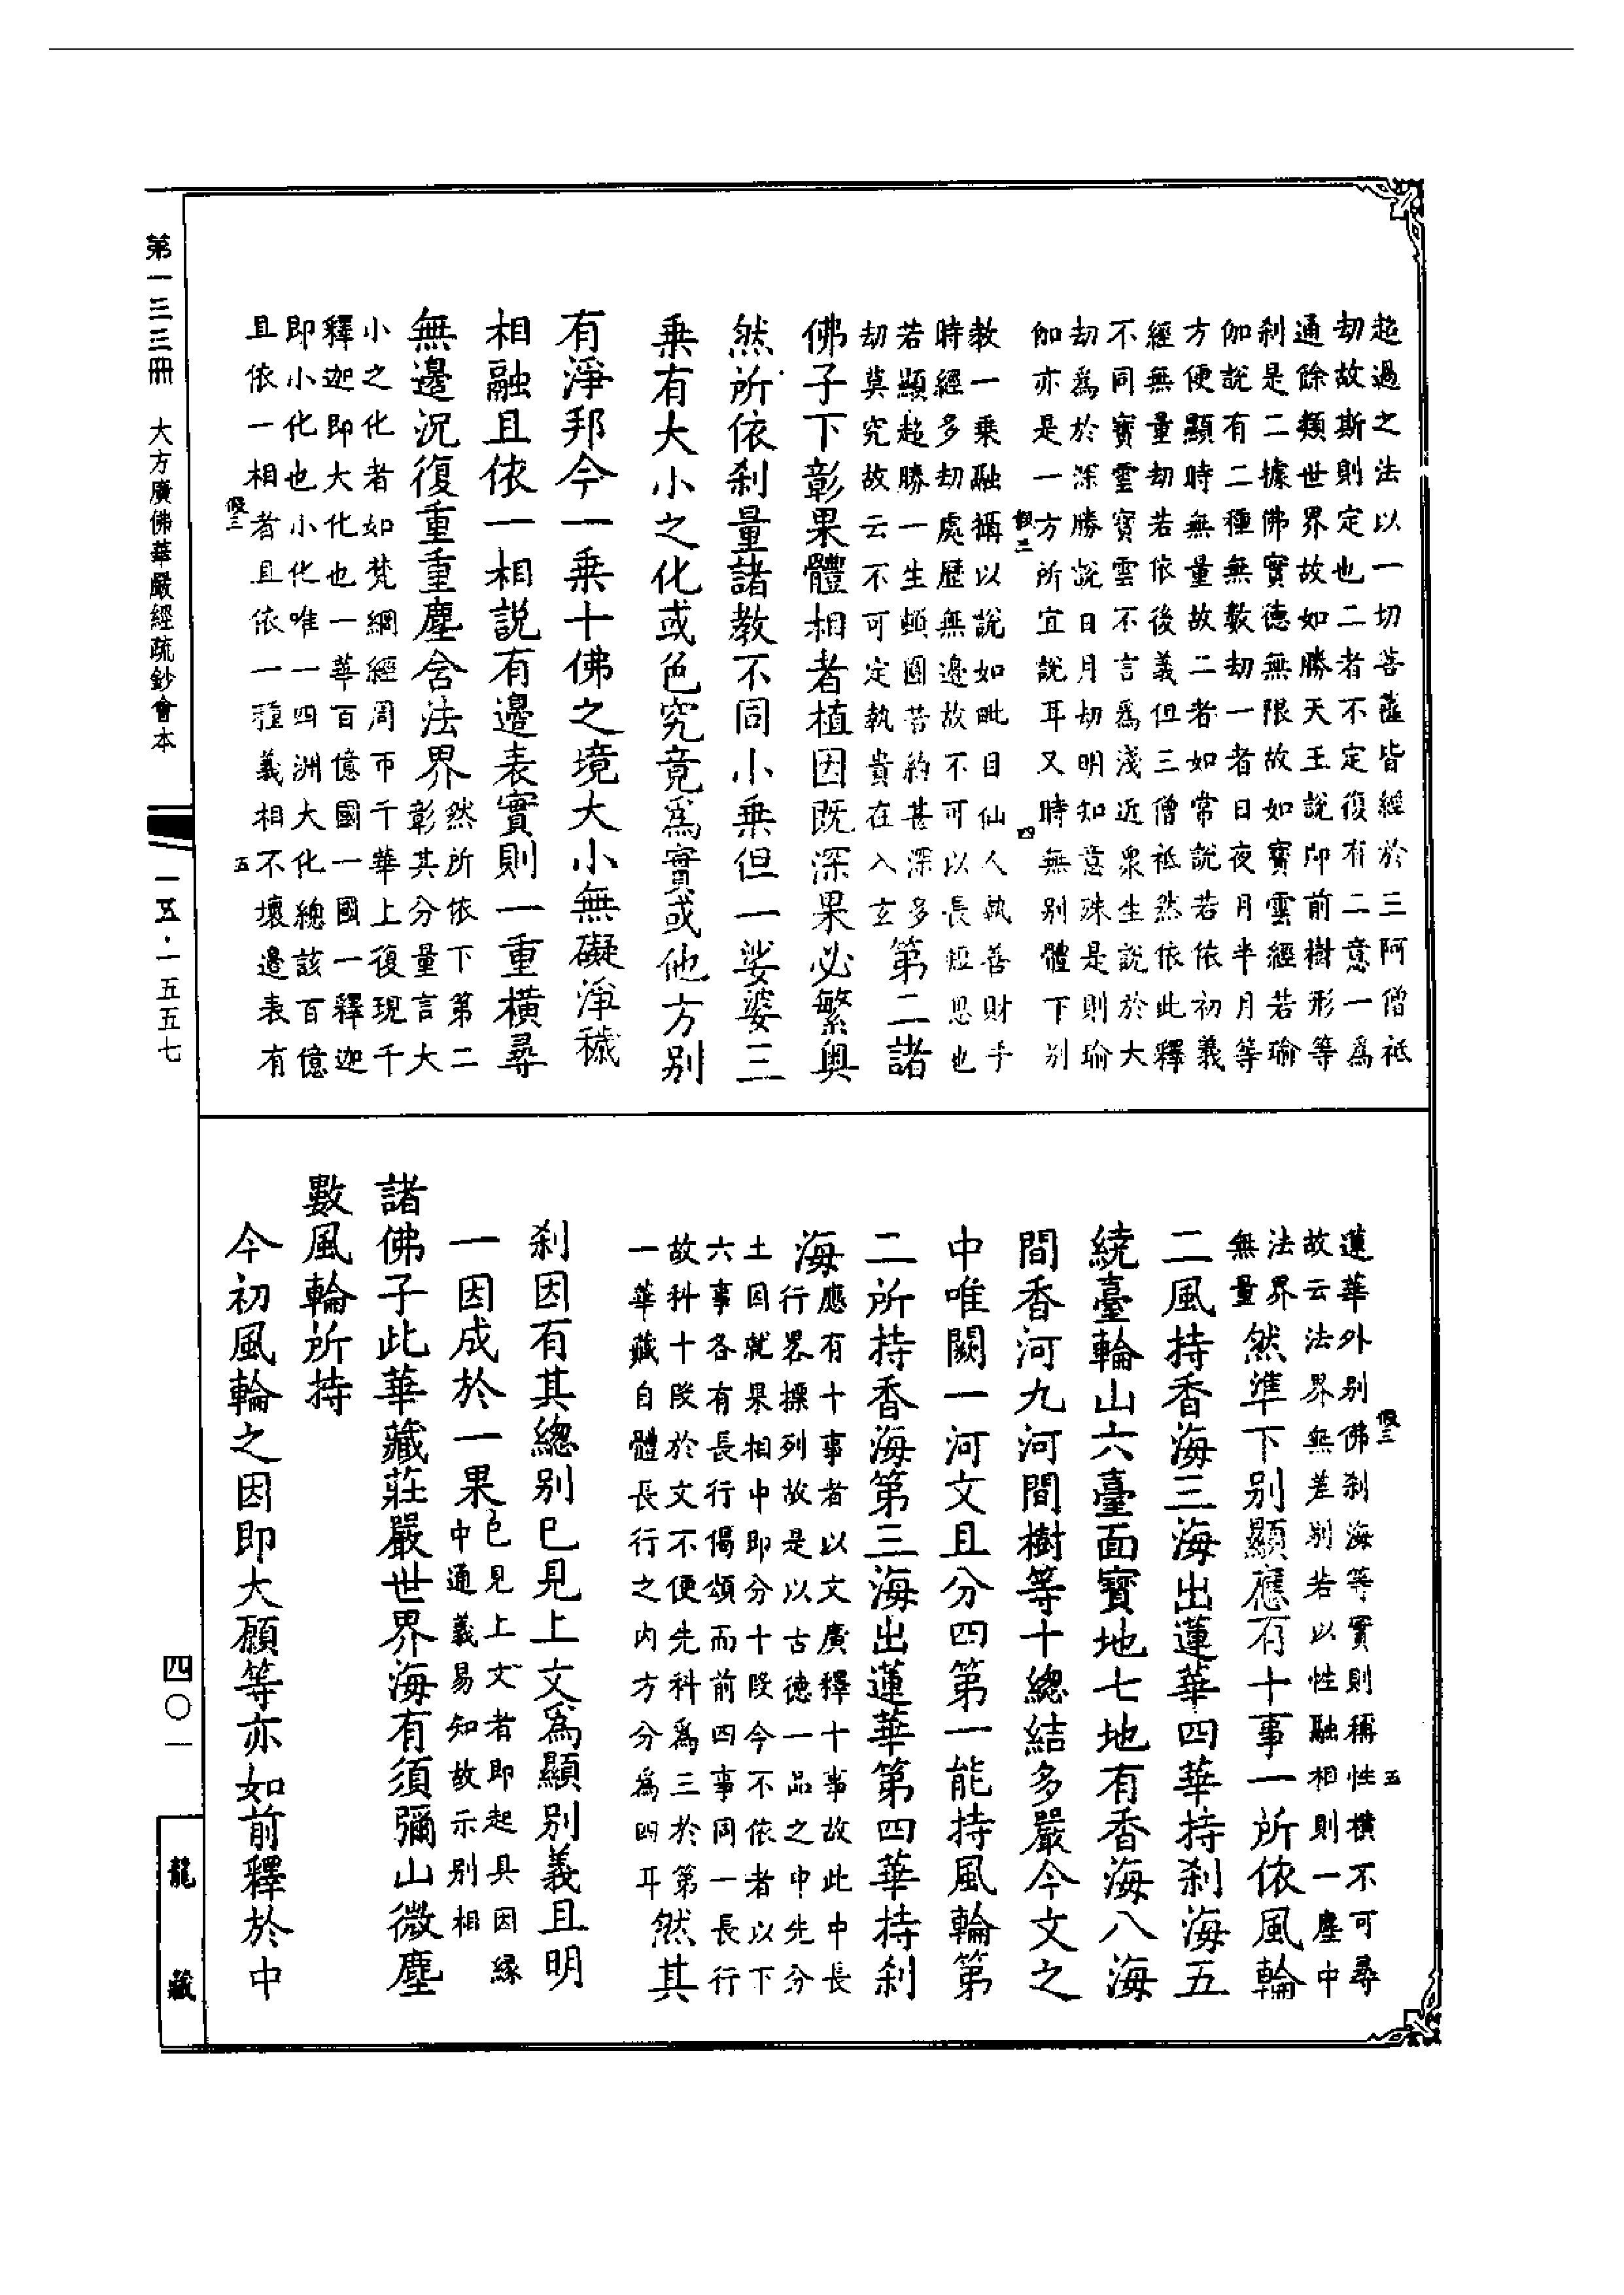 超過之法以一切菩薩皆經於三阿僧祇
劫故斯則定也二者不定復有二意一為
通餘類世界故如勝天王說即前樹形等
剎是二據佛實德無限故如寶雲經若瑜
伽說有二種無數劫一者日夜月半月等
方便顯時無量故二者如常說若依初義
經無量劫若依後義但三僧祇然依此釋
不同寶雲寶雲不言為淺近衆生說於大
劫為於深勝說日月劫明知意殊是則瑜
伽亦是一方所宜說耳又時無別體下別
教一乘融攝以說如毗目仙人執善財手
時經多劫處歷無邊故不可以長短思也
若顯超勝一生頓圓昔約甚深多
劫莫究故云不可定執貴在入玄
第二諸
佛子下彰果體相者植因既深果必繁奧
然所依剎量諸教不同小乘但一娑婆三
乘有大小之化或色究竟為實或他方別
有淨邦今一乘十佛之境大小無礙淨穢
相融且依一相說有邊表實則一重橫尋
無邊況復重重塵含法界
然所依下第二
彰其分量言大
小之化者如梵網經周帀千華上復現千
釋迦即大化也一華百億國一國一釋迦
即小化也小化唯一四洲大化總該百億
且依一相者且依一種義相不壞邊表有
蓮華外別佛剎海等實則稱性橫不可尋
故云法界無差別若以性融相則一塵中
法界
無量
然準下別顯應有十事一所依風輪
二風持香海三海出蓮華四華持剎海五
繞臺輪山六臺面寶地七地有香海八海
間香河九河間樹等十總結多嚴今文之
中唯闕一河文且分四第一能持風輪第
二所持香海第三海出蓮華第四華持剎
海
應有十事者以文廣釋十事故此中長
行畧標列故是以古德一品之中先分
土因就果相中即分十段今不依者以下
六事各有長行偈頌而前四事同一長行
故科十段於文不便先科為三於第
一華藏自體長行之內方分為四耳
然其
剎因有其總別已見上文為顯別義且明
一因成於一果
已見上文者即起具因緣
中通義易知故示別相
諸佛子此華藏莊嚴世界海有須彌山微塵
數風輪所持
今初風輪之因即大願等亦如前釋於中
第一三三冊　大方廣佛華嚴經疏鈔會本
一五·一五五七
四〇一
龍藏
假二
四
假三
五
假三
五